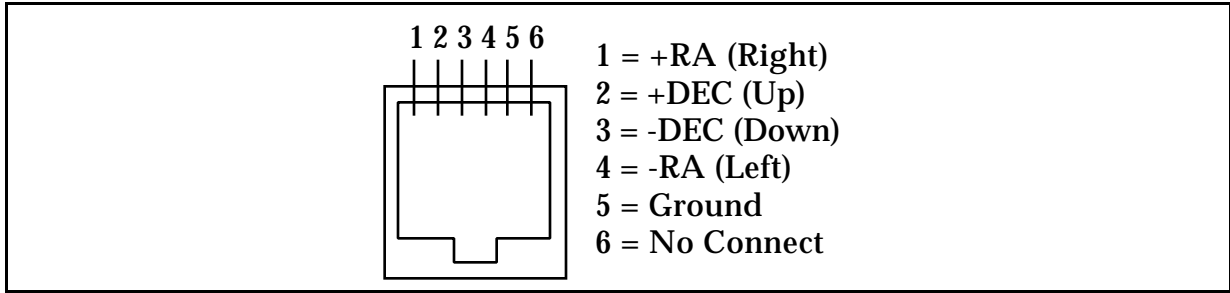 1 2 3 4 5 6
1 = +RA (Right)
2 = +DEC (Up)
3 = -DEC (Down)
4 = -RA (Left)
5 = Ground
6 = No Connect